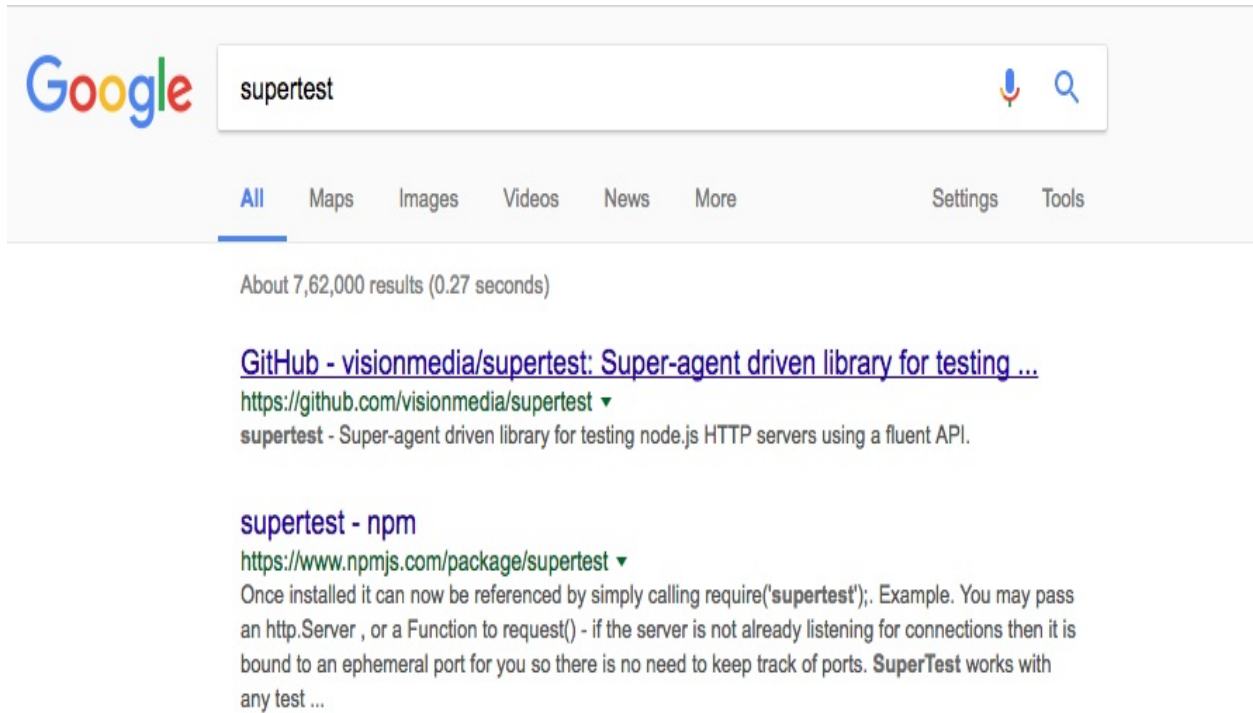 Google
supertest
All Maps Images Videos News More Settings Tools
About 7,62,000 results (0.27 seconds)
GitHub - visionmedia/supertest: Super-agent driven library for testing ...
https://github.com/visionmedia/supertest
supertest - Super-agent driven library for testing node.js HTTP servers using a fluent API.
supertest - npm
https://www.npmjs.com/package/supertest
Once installed it can now be referenced by simply calling require('supertest');. Example. You may pass
an http.Server , or a Function to request() - if the server is not already listening for connections then it is
bound to an ephemeral port for you so there is no need to keep track of ports. SuperTest works with
any test ...